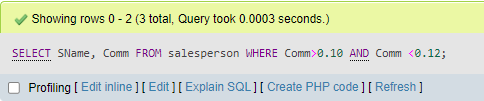 Showing rows 0 - 2 (3 total, Query took 0.0003 seconds.)
SELECT SName, Comm FROM salesperson WHERE Comm>0.10 AND Comm <0.12;
Profiling [ Edit inline ] [ Edit ] [ Explain SQL ] [ Create PHP code ] [ Refresh ]